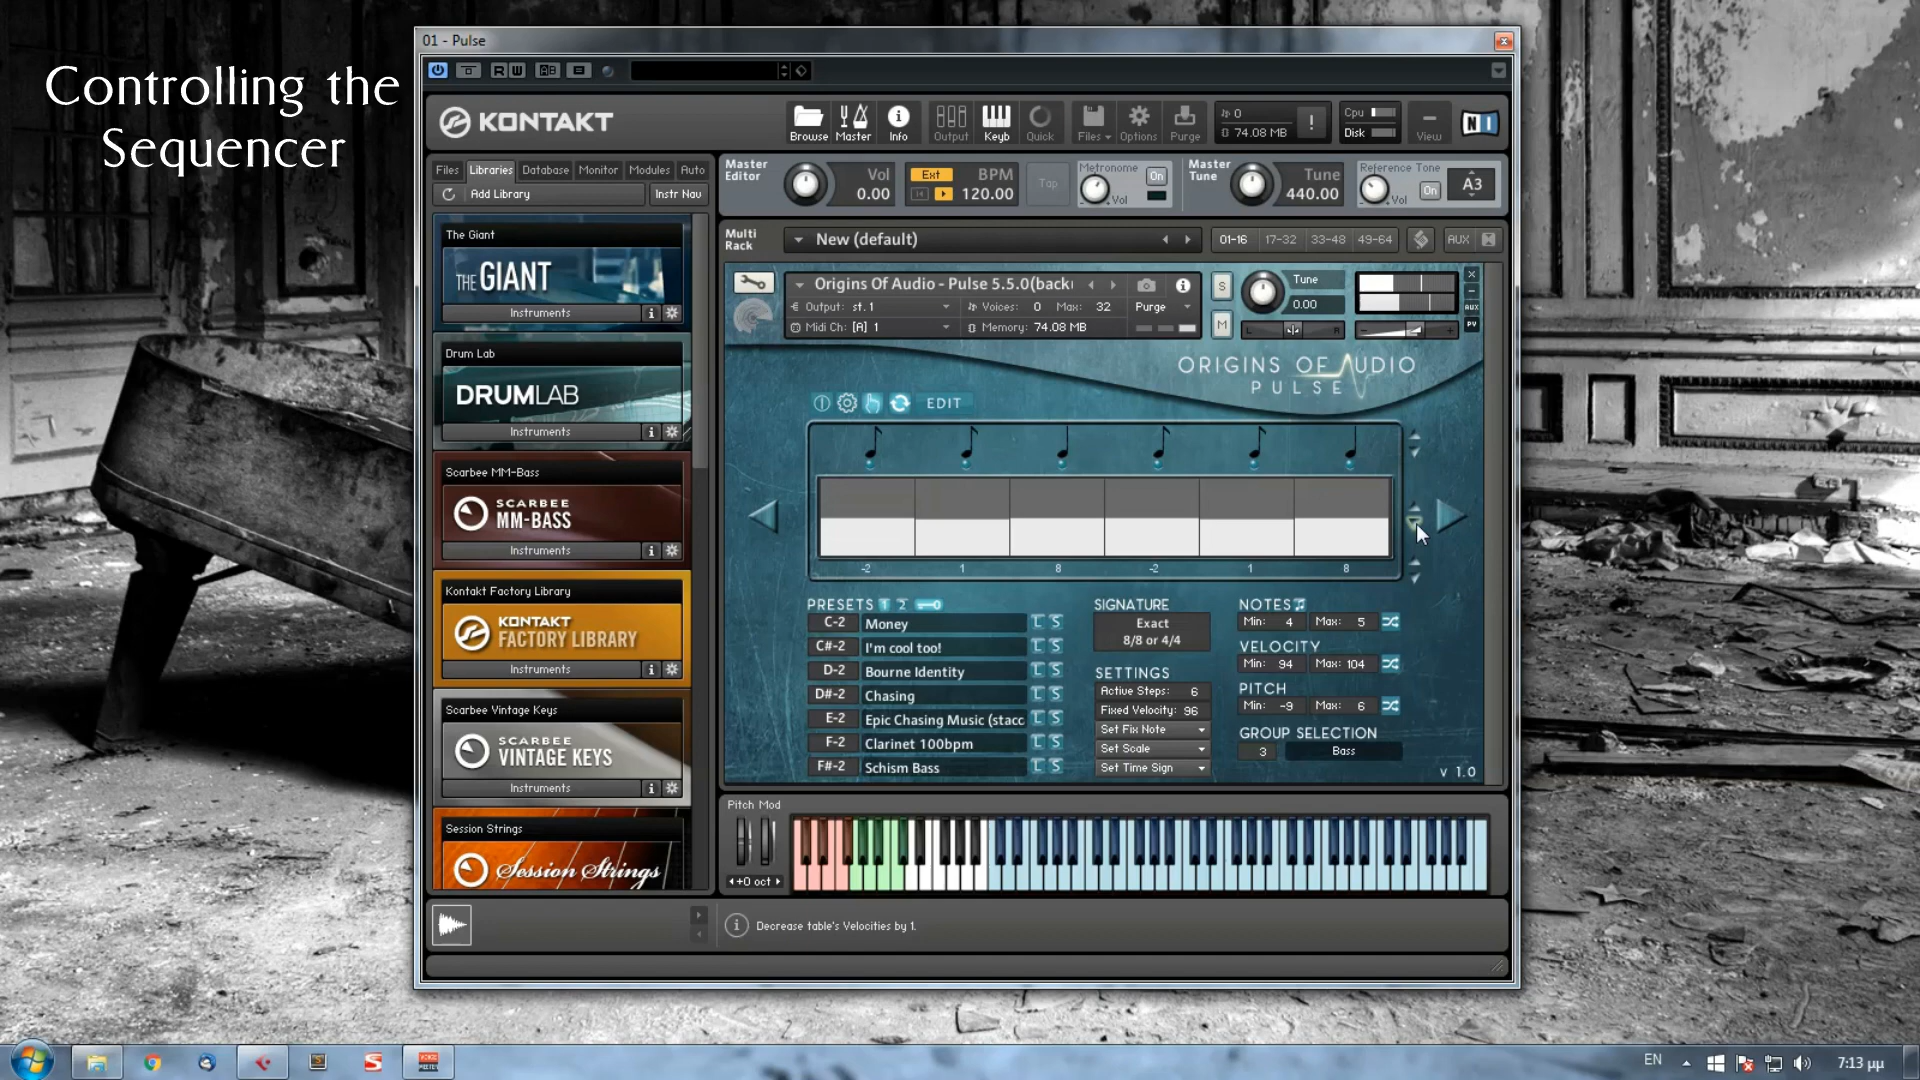 Controlling the
Sequencer
01 - Pulse
R W
AB
KONTAKT
Browse
Master
Info
Output
Keyb
Quick
Files
Options
Purge
0
74.08 MB
!
Cpu
Disk
View
NI
Files
Libraries
Database
Monitor
Modules
Auto
Add Library
Instr Nav
Master
Editor
Vol
0.00
Ext
BPM
120.00
Tap
Metronome
On
Vol
Master
Tune
Tune
440.00
Reference Tone
On
Vol
A3
Multi
Rack
New (default)
01-16
17-32
33-48
49-64
AUX
The Giant
THE GIANT
Instruments
Drum Lab
DRUMLAB
Instruments
Scarbee MM-Bass
SCARBEE
MM-BASS
Instruments
Kontakt Factory Library
KONTAKT
FACTORY LIBRARY
Instruments
Scarbee Vintage Keys
SCARBEE
VINTAGE KEYS
Instruments
Session Strings
Session Strings
Origins Of Audio - Pulse 5.5.0(back
Output: st. 1
Voices: 0 Max: 32
Purge
Midi Ch: [A] 1
Memory: 74.08 MB
S
M
Tune
0.00
L R
AUX
PV
ORIGINS OF AUDIO
PULSE
EDIT
-2 1 8 -2 1 8
PRESETS 1 2
C-2 Money L S
C#-2 I'm cool too! L S
D-2 Bourne Identity L S
D#-2 Chasing L S
E-2 Epic Chasing Music (stacc L S
F-2 Clarinet 100bpm L S
F#-2 Schism Bass L S
SIGNATURE
Exact
8/8 or 4/4
SETTINGS
Active Steps: 6
Fixed Velocity: 96
Set Fix Note
Set Scale
Set Time Sign
NOTES
Min: 4 Max: 5
VELOCITY
Min: 94 Max: 104
PITCH
Min: -9 Max: 6
GROUP SELECTION
3 Bass
v 1.0
Pitch Mod
+0 oct
Decrease table's Velocities by 1.
EN
7:13 μμ